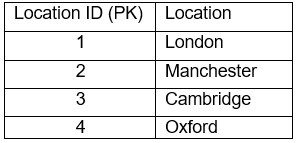 Location ID (PK) Location
1 London
2 Manchester
3 Cambridge
4 Oxford